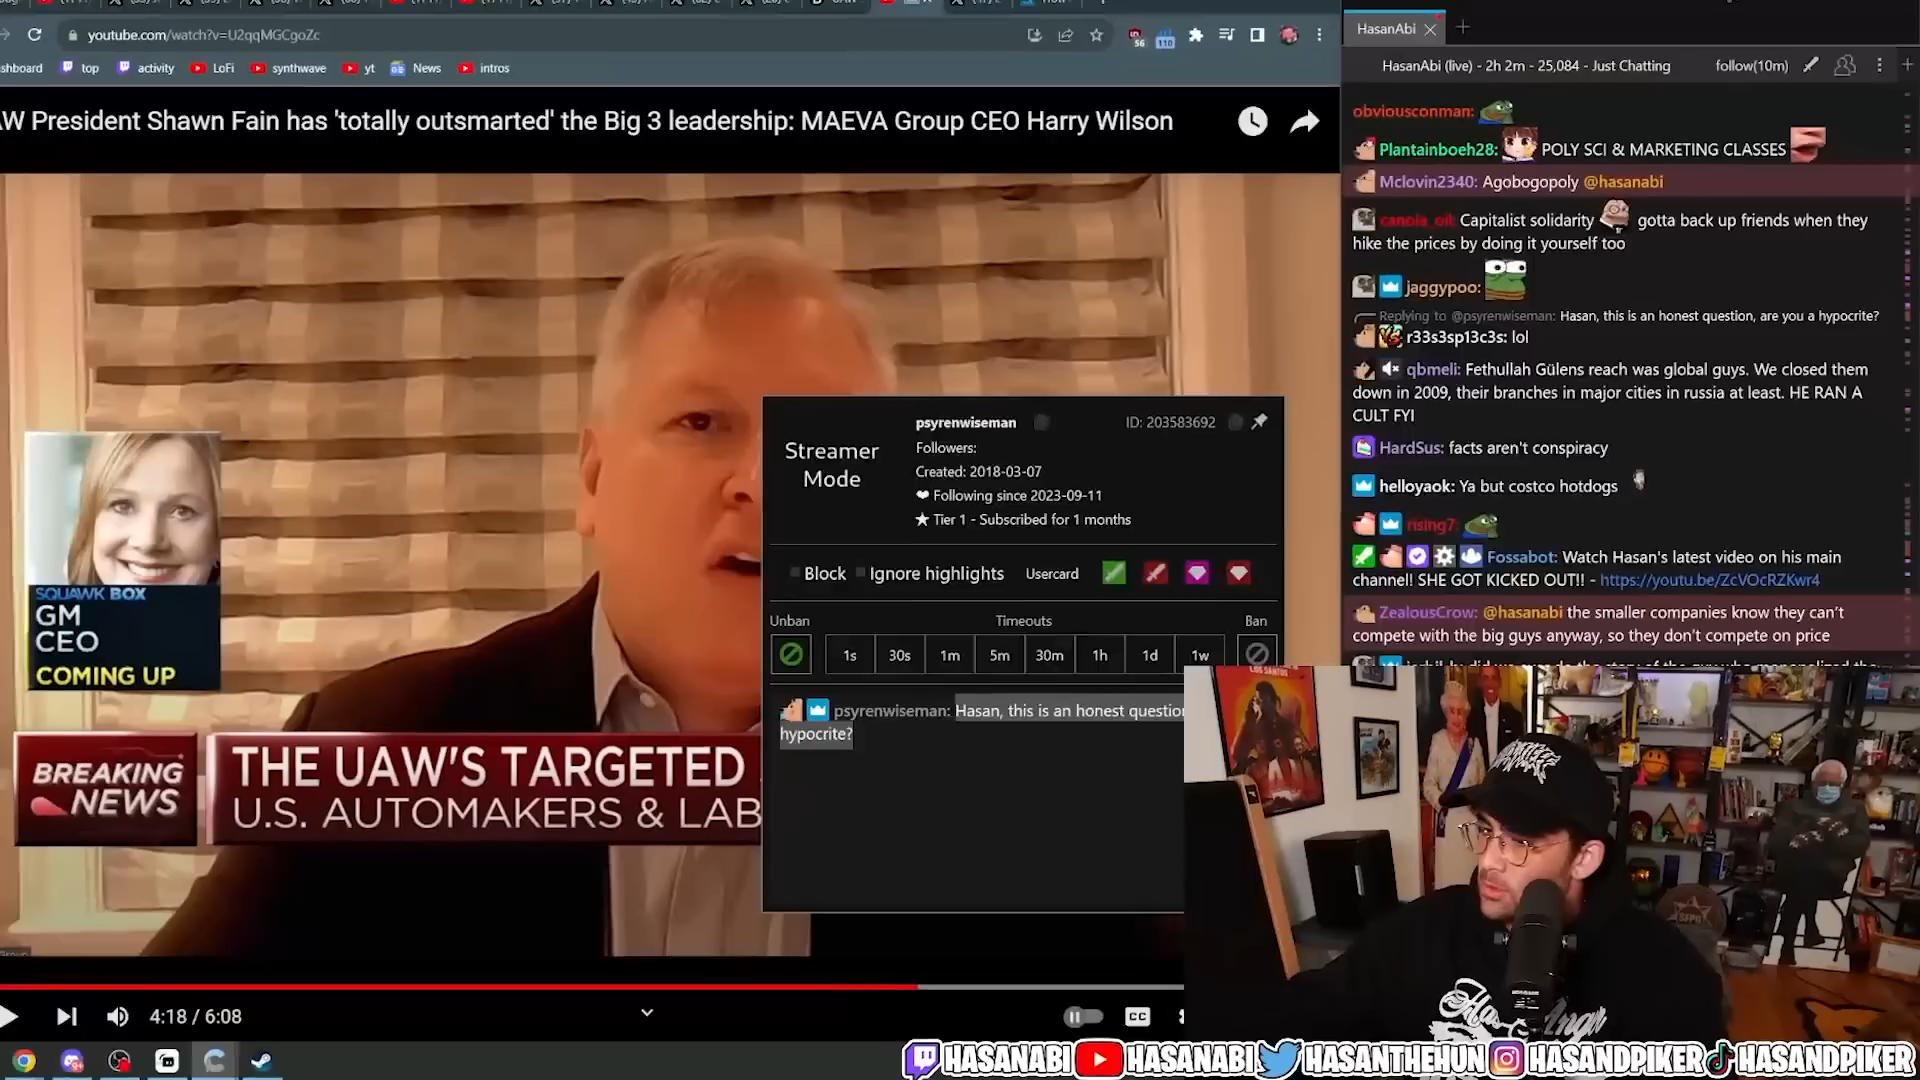 youtube.com/watch?v=U2qqMGCgoZc
56
110
shboard
top
activity
LoFi
synthwave
yt
News
intros
AW President Shawn Fain has 'totally outsmarted' the Big 3 leadership: MAEVA Group CEO Harry Wilson
SQUAWK BOX
GM
CEO
COMING UP
BREAKING
NEWS
THE UAW'S TARGETED
U.S. AUTOMAKERS & LAB
4:18 / 6:08
CC
Streamer
Mode
psyrenwiseman
ID: 203583692
Followers:
Created: 2018-03-07
Following since 2023-09-11
Tier 1 - Subscribed for 1 months
Block
Ignore highlights
Usercard
Unban
Timeouts
Ban
1s
30s
1m
5m
30m
1h
1d
1w
psyrenwiseman: Hasan, this is an honest question
hypocrite?
HasanAbi
HasanAbi (live) - 2h 2m - 25,084 - Just Chatting
follow(10m)
obviousconman:
Plantainboeh28: POLY SCI & MARKETING CLASSES
Mclovin2340: Agobogopoly @hasanabi
canola_oil: Capitalist solidarity gotta back up friends when they
hike the prices by doing it yourself too
jaggypoo:
Replying to @psyrenwiseman: Hasan, this is an honest question, are you a hypocrite?
r33s3sp13c3s: lol
qbmeli: Fethullah Gülens reach was global guys. We closed them
down in 2009, their branches in major cities in russia at least. HE RAN A
CULT FYI
HardSus: facts aren't conspiracy
helloyaok: Ya but costco hotdogs
rising7:
Fossabot: Watch Hasan's latest video on his main
channel! SHE GOT KICKED OUT!! - https://youtu.be/ZcVOcRZKwr4
ZealousCrow: @hasanabi the smaller companies know they can't
compete with the big guys anyway, so they don't compete on price
LOS SANTOS
HASANABI
HASANABI
HASANTHEHUN
HASANDPIKER
HASANDPIKER